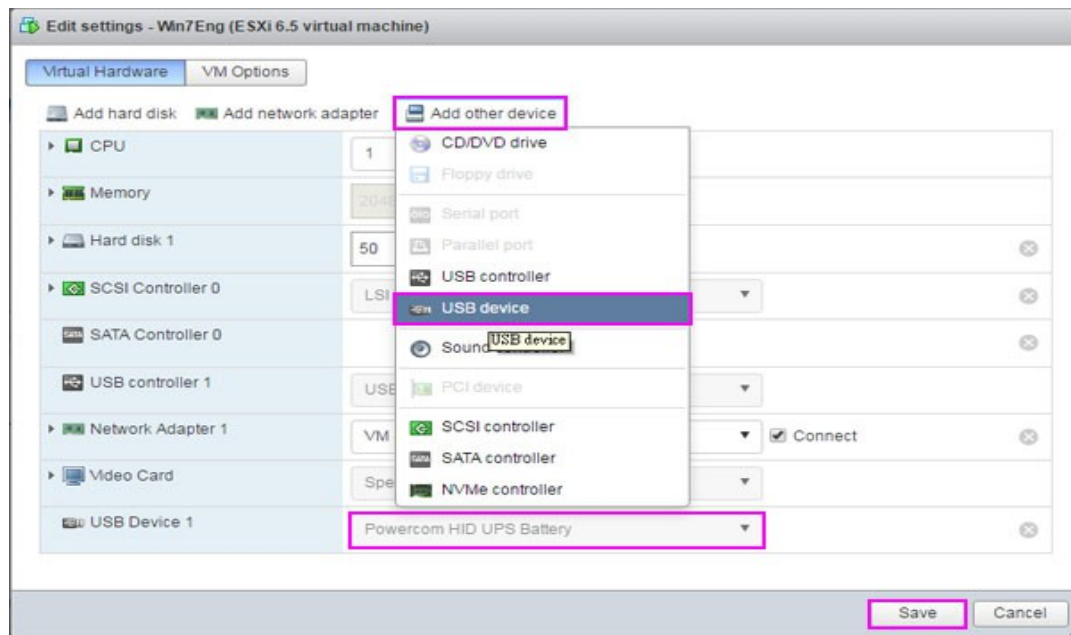 Edit settings - Win7Eng (ESXi 6.5 virtual machine)
Virtual Hardware VM Options
Add hard disk Add network adapter Add other device
CPU 1 CD/DVD drive
Floppy drive
Memory 2048
Serial port
Hard disk 1 50 Parallel port
USB controller
SCSI Controller 0 LSI USB device
USB device
SATA Controller 0 Sound
USB controller 1 USB PCI device
Network Adapter 1 VM SCSI controller Connect
SATA controller
Video Card Spe NVMe controller
USB Device 1 Powercom HID UPS Battery
Save Cancel